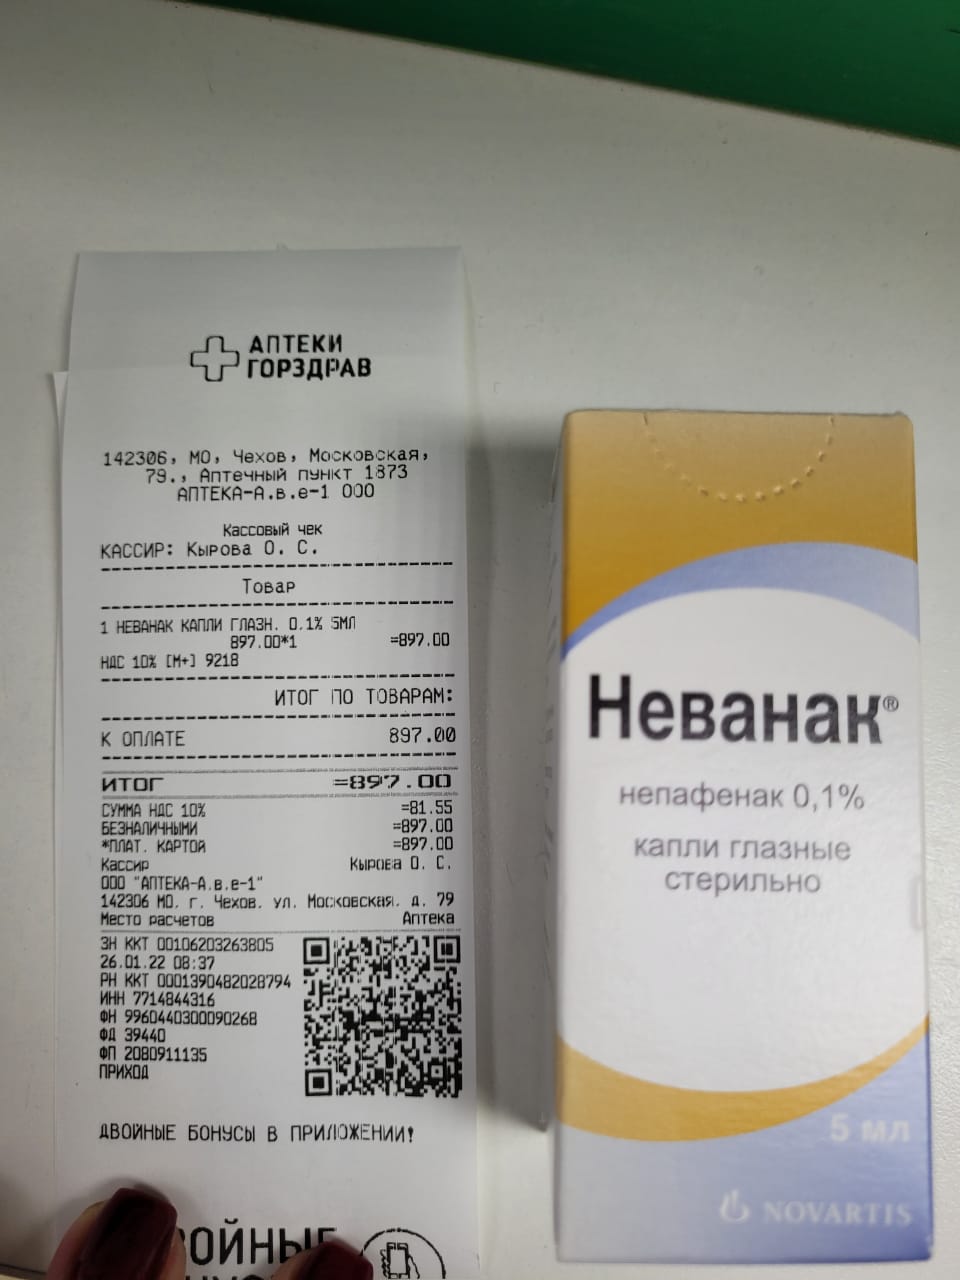 АПТЕКИ
ГОРЗДРАВ
142306, МО, Чехов, Московская,
79., Аптечный пункт 1873
АПТЕКА-А.в.е-1 ООО
Кассовый чек
КАССИР: Кырова О. С.
Товар
1 НЕВАНАК КАПЛИ ГЛАЗН. 0.1% 5МЛ
897.00*1 =897.00
НДС 10% [М+] 9218
ИТОГ ПО ТОВАРАМ:
К ОПЛАТЕ 897.00
ИТОГ =897.00
СУММА НДС 10% =81.55
БЕЗНАЛИЧНЫМИ =897.00
*ПЛАТ. КАРТОЙ =897.00
Кассир Кырова О. С.
ООО "АПТЕКА-А.в.е-1"
142306 МО, г. Чехов, ул. Московская, д. 79
Место расчетов Аптека
ЗН ККТ 00106203263805
26.01.22 08:37
РН ККТ 0001390482028794
ИНН 7714844316
ФН 9960440300090268
ФД 39440
ФП 2080911135
ПРИХОД
ДВОЙНЫЕ БОНУСЫ В ПРИЛОЖЕНИИ!
ВОЙНЫЕ
Неванак®
непафенак 0,1%
капли глазные
стерильно
5 мл
NOVARTIS